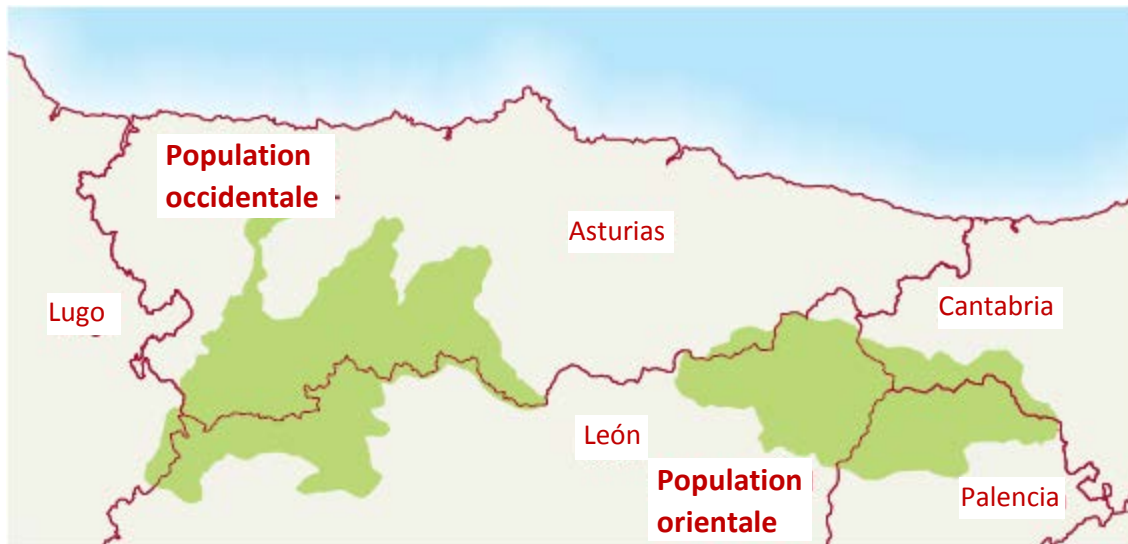 Population
occidentale
Asturias
Lugo
Cantabria
León
Population
orientale
Palencia